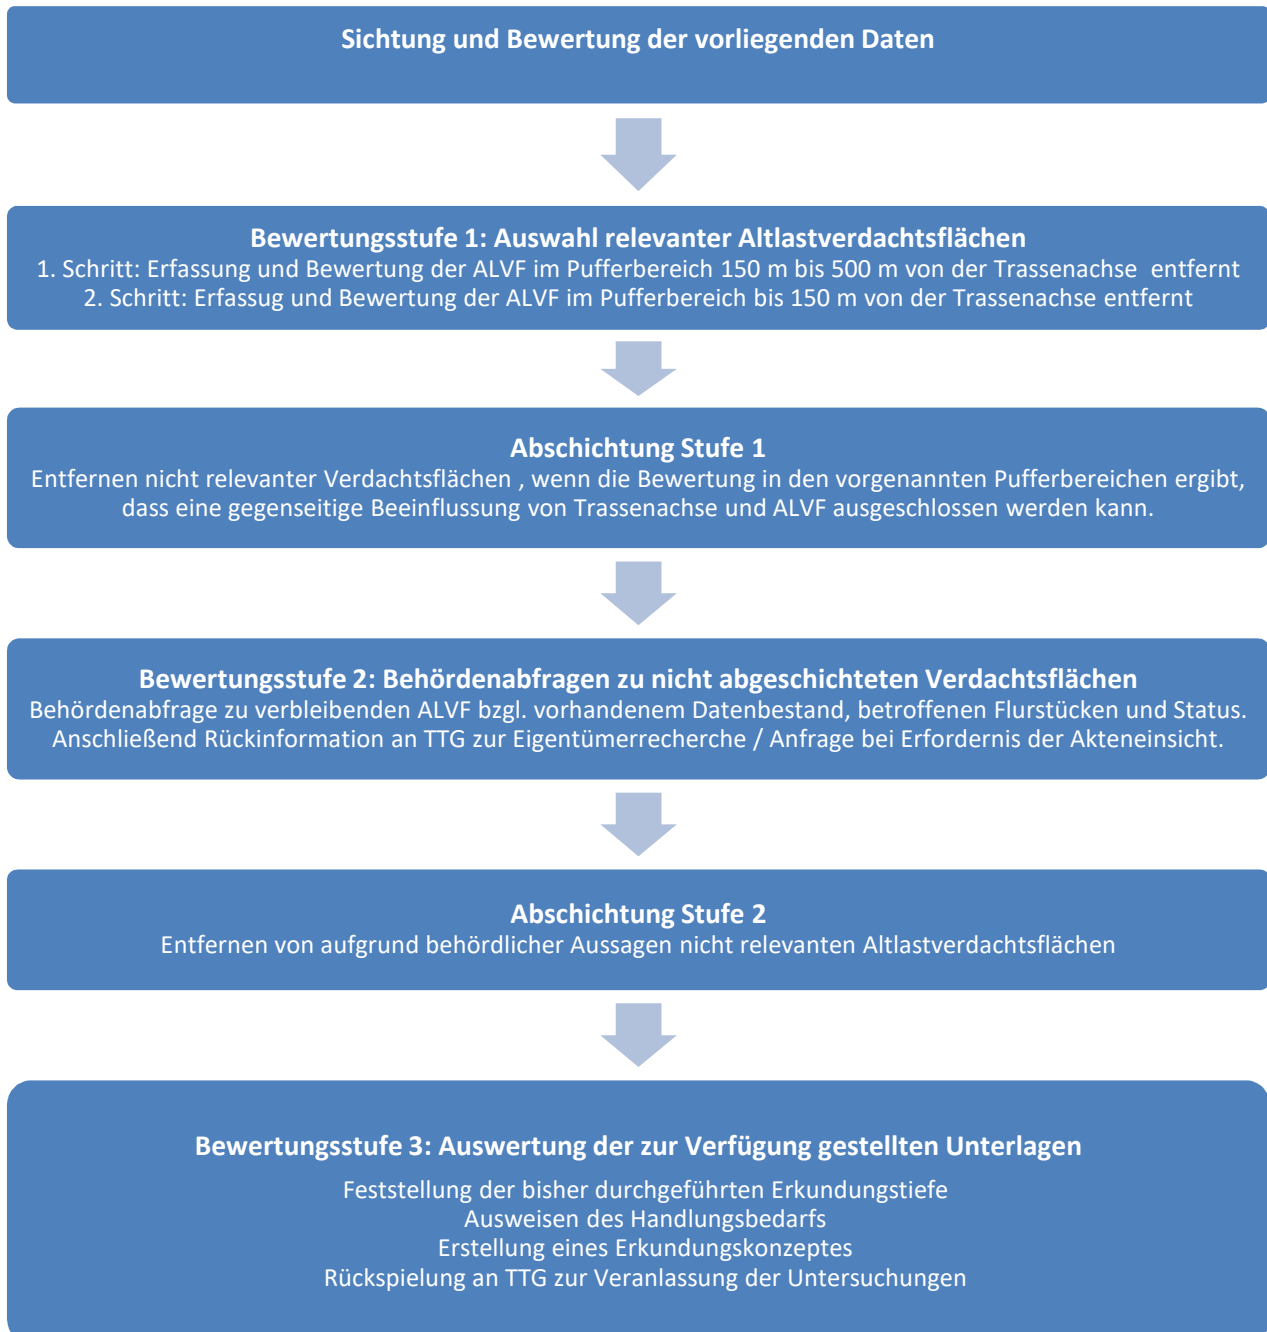 Sichtung und Bewertung der vorliegenden Daten
Bewertungsstufe 1: Auswahl relevanter Altlastverdachtsflächen
1. Schritt: Erfassung und Bewertung der ALVF im Pufferbereich 150 m bis 500 m von der Trassenachse  entfernt
2. Schritt: Erfassug und Bewertung der ALVF im Pufferbereich bis 150 m von der Trassenachse entfernt
Abschichtung Stufe 1
Entfernen nicht relevanter Verdachtsflächen , wenn die Bewertung in den vorgenannten Pufferbereichen ergibt,
dass eine gegenseitige Beeinflussung von Trassenachse und ALVF ausgeschlossen werden kann.
Bewertungsstufe 2: Behördenabfragen zu nicht abgeschichteten Verdachtsflächen
Behördenabfrage zu verbleibenden ALVF bzgl. vorhandenem Datenbestand, betroffenen Flurstücken und Status.
Anschließend Rückinformation an TTG zur Eigentümerrecherche / Anfrage bei Erfordernis der Akteneinsicht.
Abschichtung Stufe 2
Entfernen von aufgrund behördlicher Aussagen nicht relevanten Altlastverdachtsflächen
Bewertungsstufe 3: Auswertung der zur Verfügung gestellten Unterlagen
Feststellung der bisher durchgeführten Erkundungstiefe
Ausweisen des Handlungsbedarfs
Erstellung eines Erkundungskonzeptes
Rückspielung an TTG zur Veranlassung der Untersuchungen